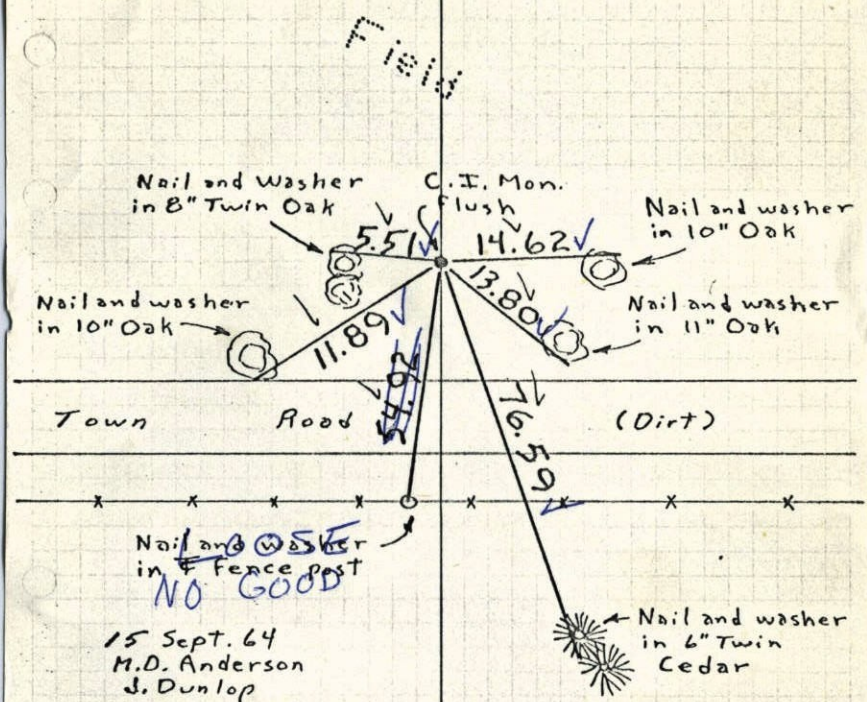 Field
Nail and Washer
in 8" Twin Oak
C.I. Mon.
flush
Nail and washer
in 10" Oak
5.51
14.62
13.80
Nail and washer
in 10" Oak
11.89
Nail and washer
in 11" Oak
54.92
76.59
Town Road (Dirt)
Nail and washer
in ₵ fence post
LOOSE
NO GOOD
15 Sept. 64
M.D. Anderson
J. Dunlop
Nail and washer
in 6" Twin
Cedar